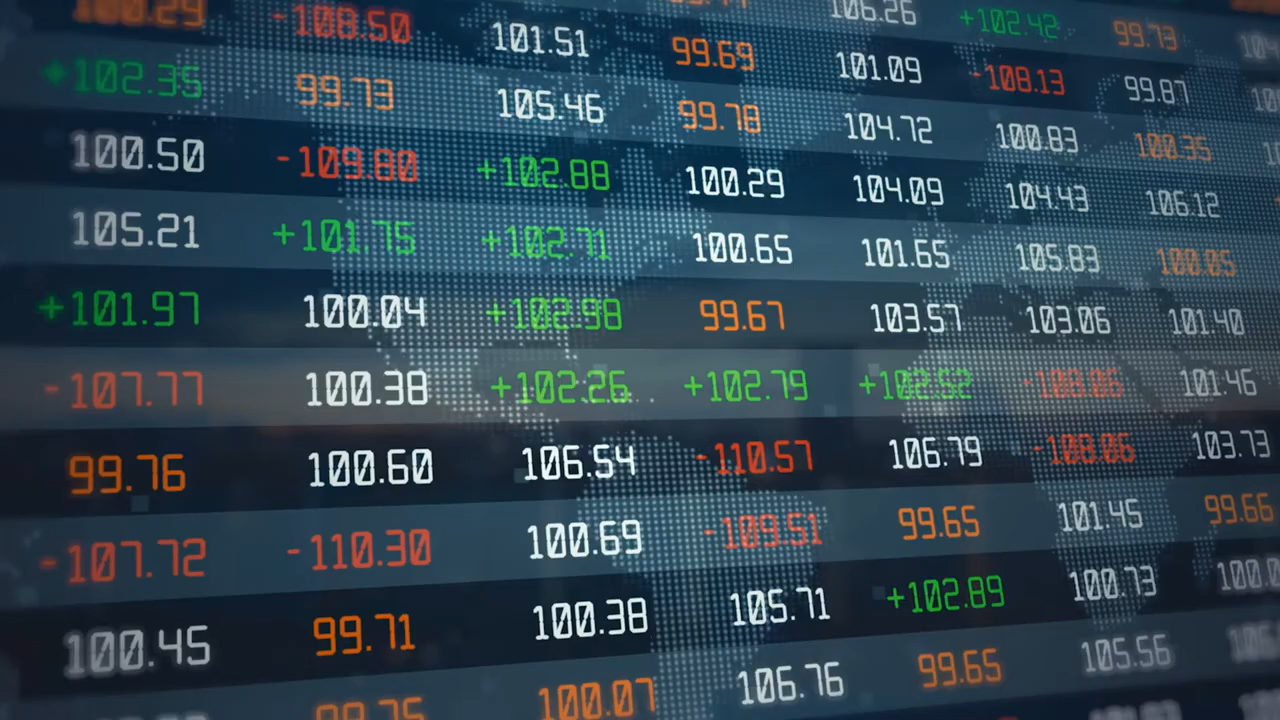 100.29 -108.50 101.51 99.69 106.26 +102.42 99.73
+102.35 99.73 105.46 99.78 101.09 -108.13 99.87
100.50 -109.80 +102.88 100.29 104.72 100.83 100.35
105.21 +101.75 +102.71 100.65 104.09 104.43 106.12
+101.97 100.04 +102.98 99.67 101.65 105.83 100.05
-107.77 100.38 +102.26 +102.79 103.57 103.06 101.40
99.76 100.60 106.54 -110.57 +102.52 -108.06 101.46
-107.72 -110.30 100.69 -109.51 106.79 -108.06 103.73
100.45 99.71 100.38 105.71 99.65 101.45 99.66
99.75 100.07 106.76 +102.89 100.73
99.65 105.56